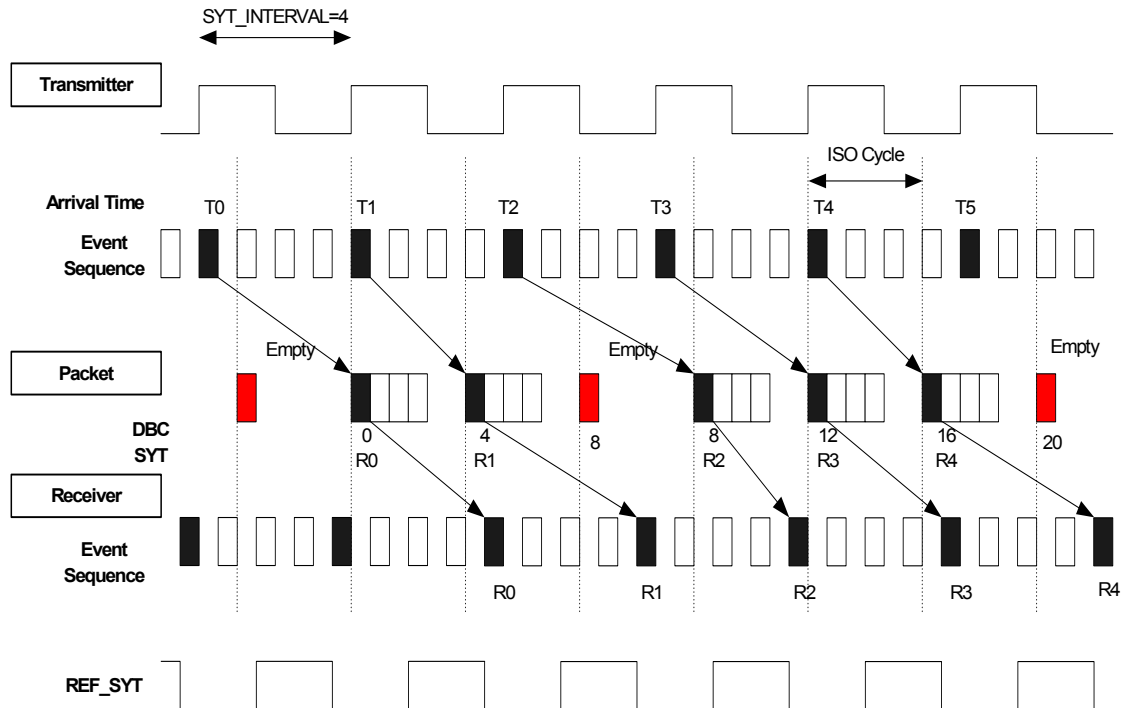 SYT_INTERVAL=4
Transmitter
ISO Cycle
Arrival Time
T0 T1 T2 T3 T4 T5
Event
Sequence
Empty Empty Empty
Packet
DBC 0 4 8 8 12 16 20
SYT R0 R1 R2 R3 R4
Receiver
Event
Sequence
R0 R1 R2 R3 R4
REF_SYT